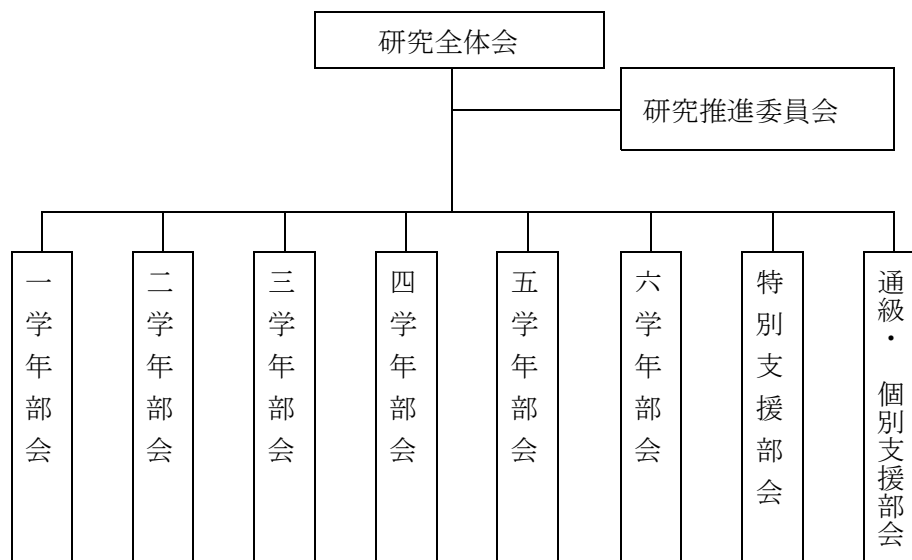 研究全体会
研究推進委員会
一学年部会
二学年部会
三学年部会
四学年部会
五学年部会
六学年部会
特別支援部会
通級・ 個別支援部会